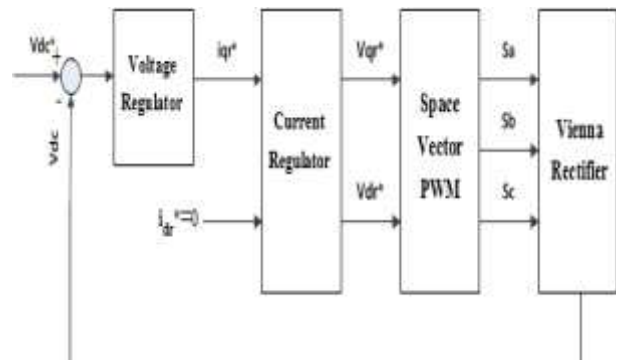 Vdc*
+
-
Vdc
Voltage
Regulator
iqr*
idr*=0
Current
Regulator
Vqr*
Vdr*
Space
Vector
PWM
Sa
Sb
Sc
Vienna
Rectifier